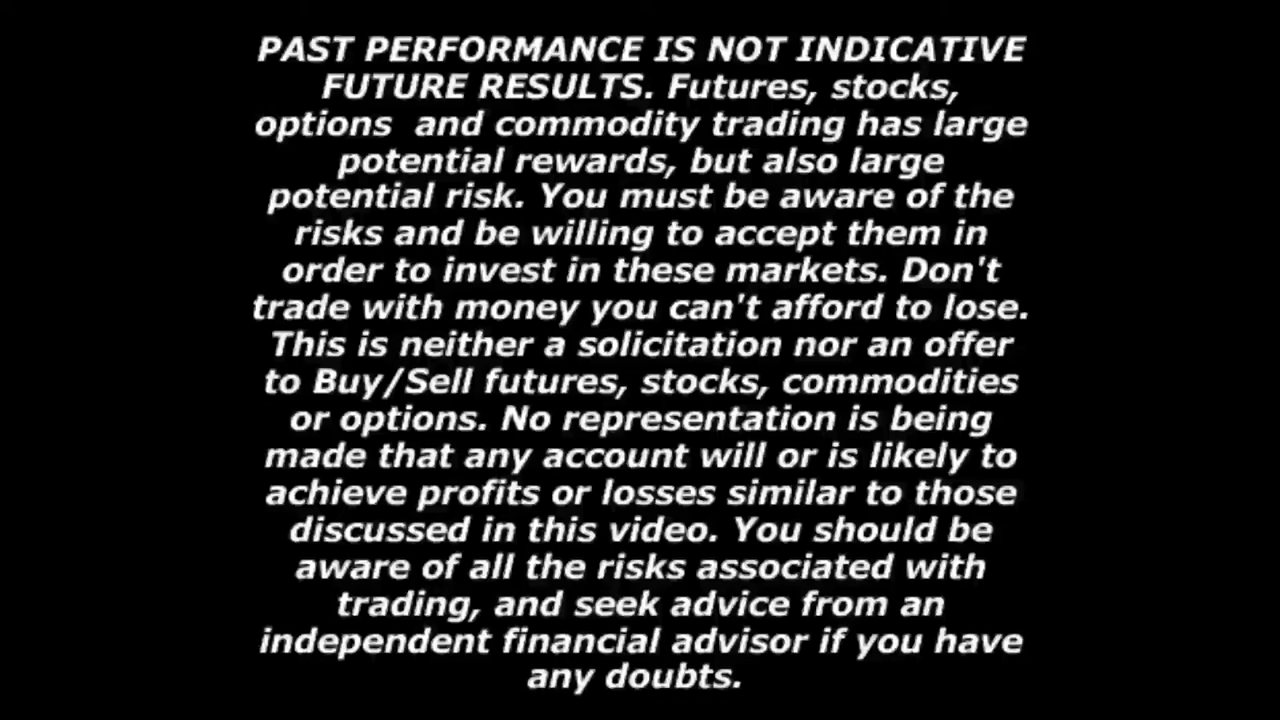 PAST PERFORMANCE IS NOT INDICATIVE
FUTURE RESULTS. Futures, stocks,
options  and commodity trading has large
potential rewards, but also large
potential risk. You must be aware of the
risks and be willing to accept them in
order to invest in these markets. Don't
trade with money you can't afford to lose.
This is neither a solicitation nor an offer
to Buy/Sell futures, stocks, commodities
or options. No representation is being
made that any account will or is likely to
achieve profits or losses similar to those
discussed in this video. You should be
aware of all the risks associated with
trading, and seek advice from an
independent financial advisor if you have
any doubts.